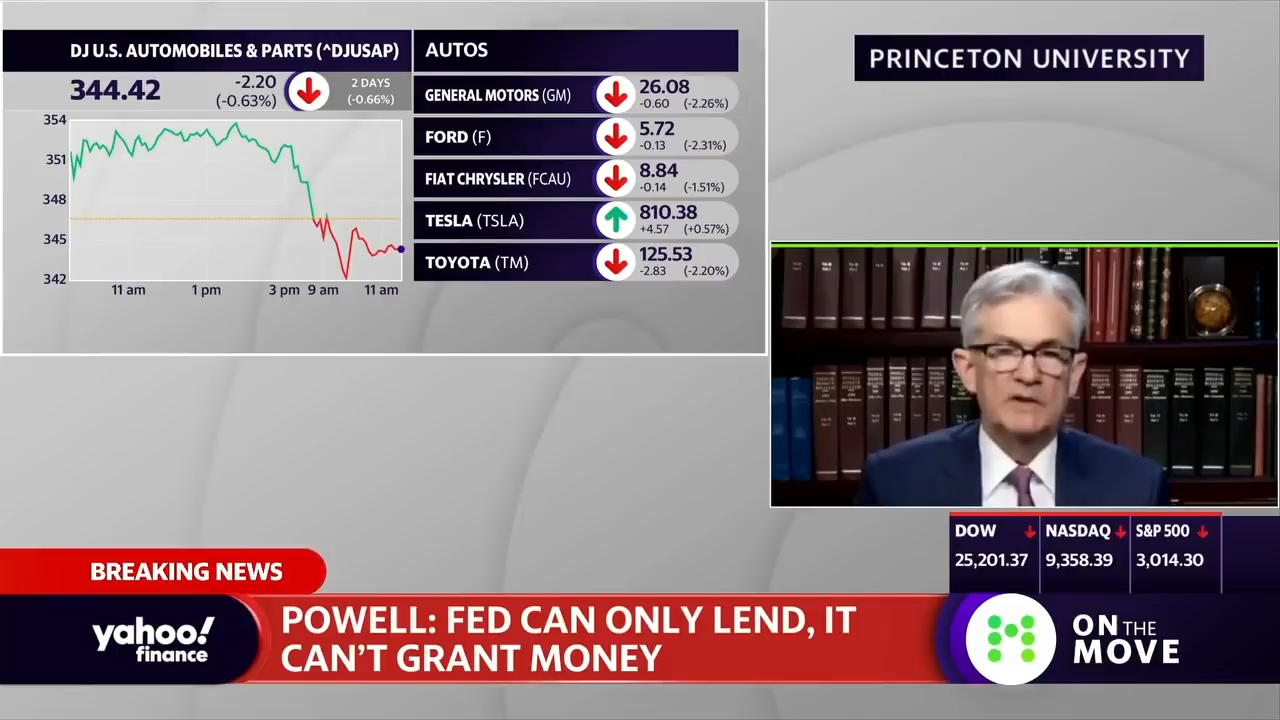 DJ U.S. AUTOMOBILES & PARTS (^DJUSAP)
344.42
-2.20
(-0.63%)
2 DAYS
(-0.66%)
354
351
348
345
342
11 am
1 pm
3 pm
9 am
11 am
AUTOS
GENERAL MOTORS (GM)
26.08
-0.60 (-2.26%)
FORD (F)
5.72
-0.13 (-2.31%)
FIAT CHRYSLER (FCAU)
8.84
-0.14 (-1.51%)
TESLA (TSLA)
810.38
+4.57 (+0.57%)
TOYOTA (TM)
125.53
-2.83 (-2.20%)
PRINCETON UNIVERSITY
DOW
25,201.37
NASDAQ
9,358.39
S&P 500
3,014.30
BREAKING NEWS
yahoo!
finance
POWELL: FED CAN ONLY LEND, IT
CAN'T GRANT MONEY
ON THE
MOVE